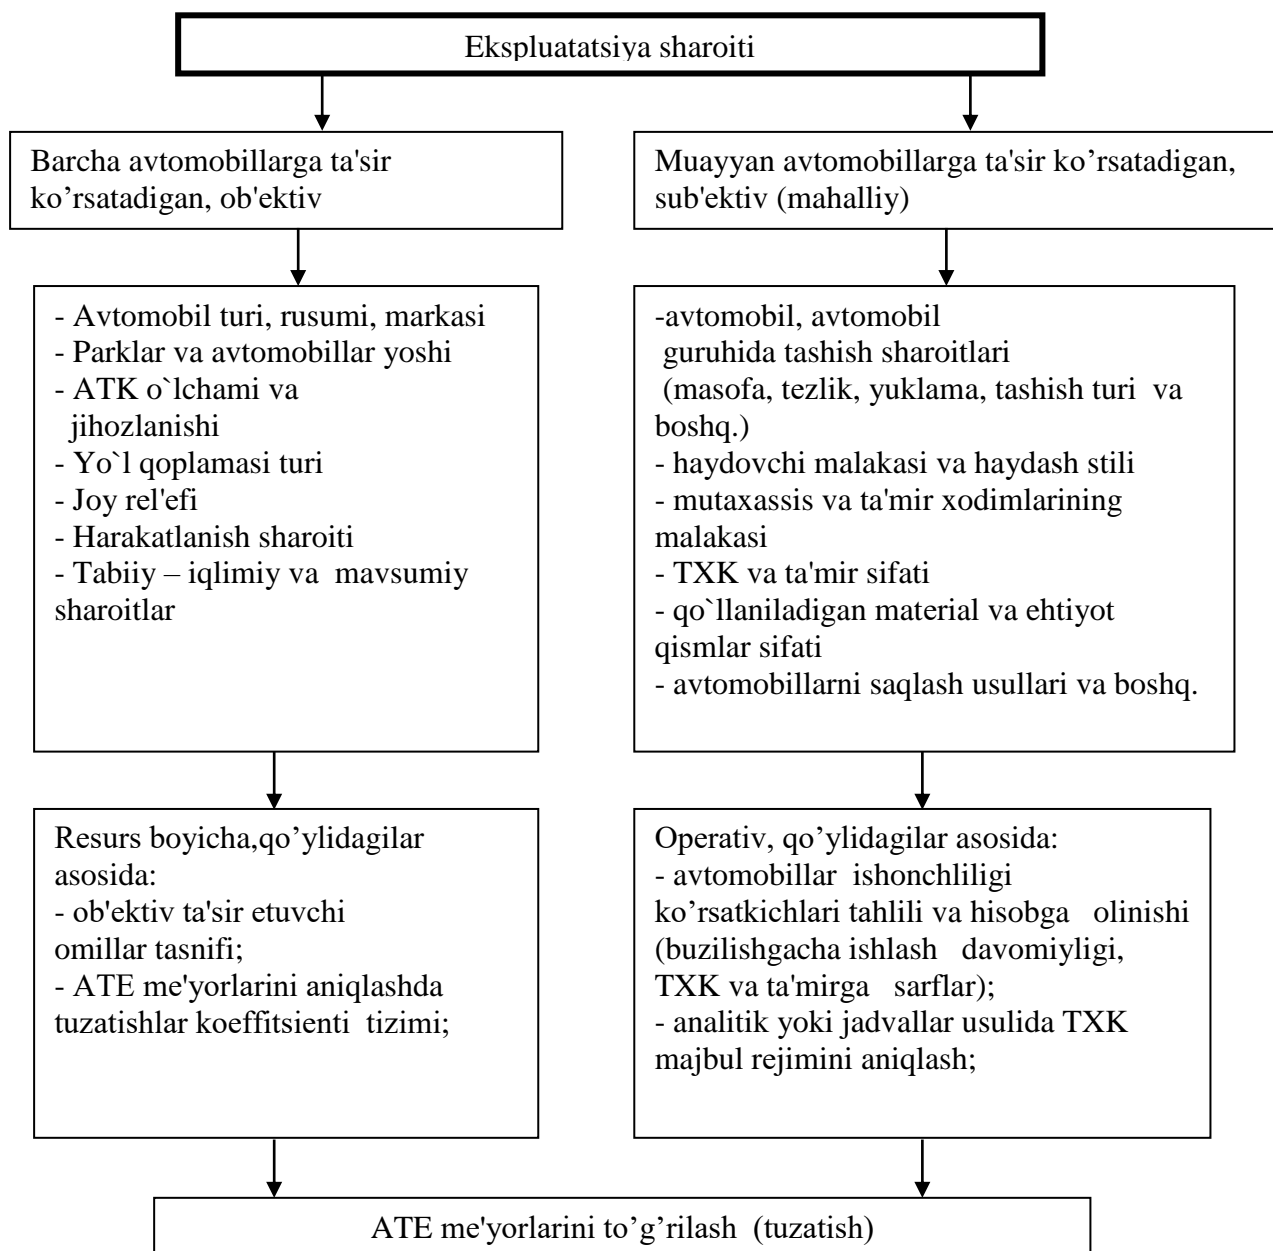 Ekspluatatsiya sharoiti
Barcha avtomobillarga ta'sir
ko’rsatadigan, ob'ektiv
Muayyan avtomobillarga ta'sir ko’rsatadigan,
sub'ektiv (mahalliy)
- Avtomobil turi, rusumi, markasi
- Parklar va avtomobillar yoshi
- ATK o`lchami va
jihozlanishi
- Yo`l qoplamasi turi
- Joy rel'efi
- Harakatlanish sharoiti
- Tabiiy – iqlimiy va mavsumiy
sharoitlar
-avtomobil, avtomobil
guruhida tashish sharoitlari
(masofa, tezlik, yuklama, tashish turi va
boshq.)
- haydovchi malakasi va haydash stili
- mutaxassis va ta'mir xodimlarining
malakasi
- TXK va ta'mir sifati
- qo`llaniladigan material va ehtiyot
qismlar sifati
- avtomobillarni saqlash usullari va boshq.
Resurs boyicha,qo’ylidagilar
asosida:
- ob'ektiv ta'sir etuvchi
omillar tasnifi;
- ATE me'yorlarini aniqlashda
tuzatishlar koeffitsienti tizimi;
Operativ, qo’ylidagilar asosida:
- avtomobillar ishonchliligi
ko’rsatkichlari tahlili va hisobga olinishi
(buzilishgacha ishlash davomiyligi,
TXK va ta'mirga sarflar);
- analitik yoki jadvallar usulida TXK
majbul rejimini aniqlash;
ATE me'yorlarini to’g’rilash (tuzatish)